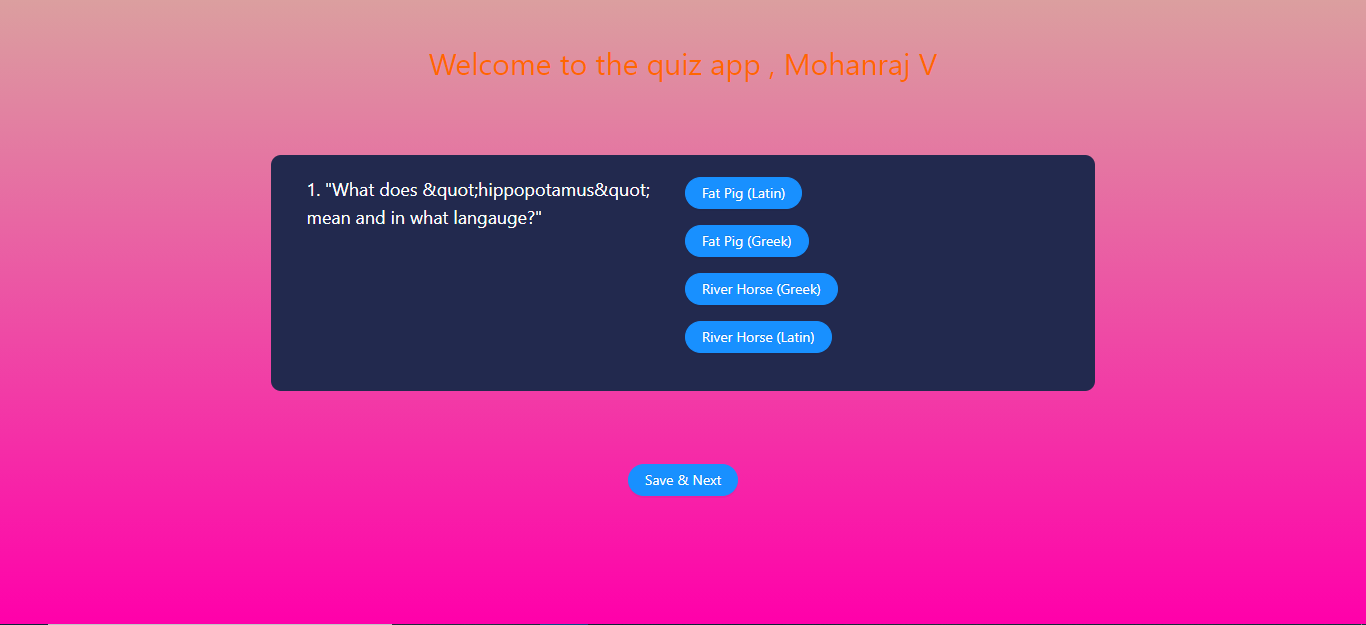 Welcome to the quiz app , Mohanraj V
1. "What does &quot;hippopotamus&quot;
mean and in what langauge?"
Fat Pig (Latin)
Fat Pig (Greek)
River Horse (Greek)
River Horse (Latin)
Save & Next